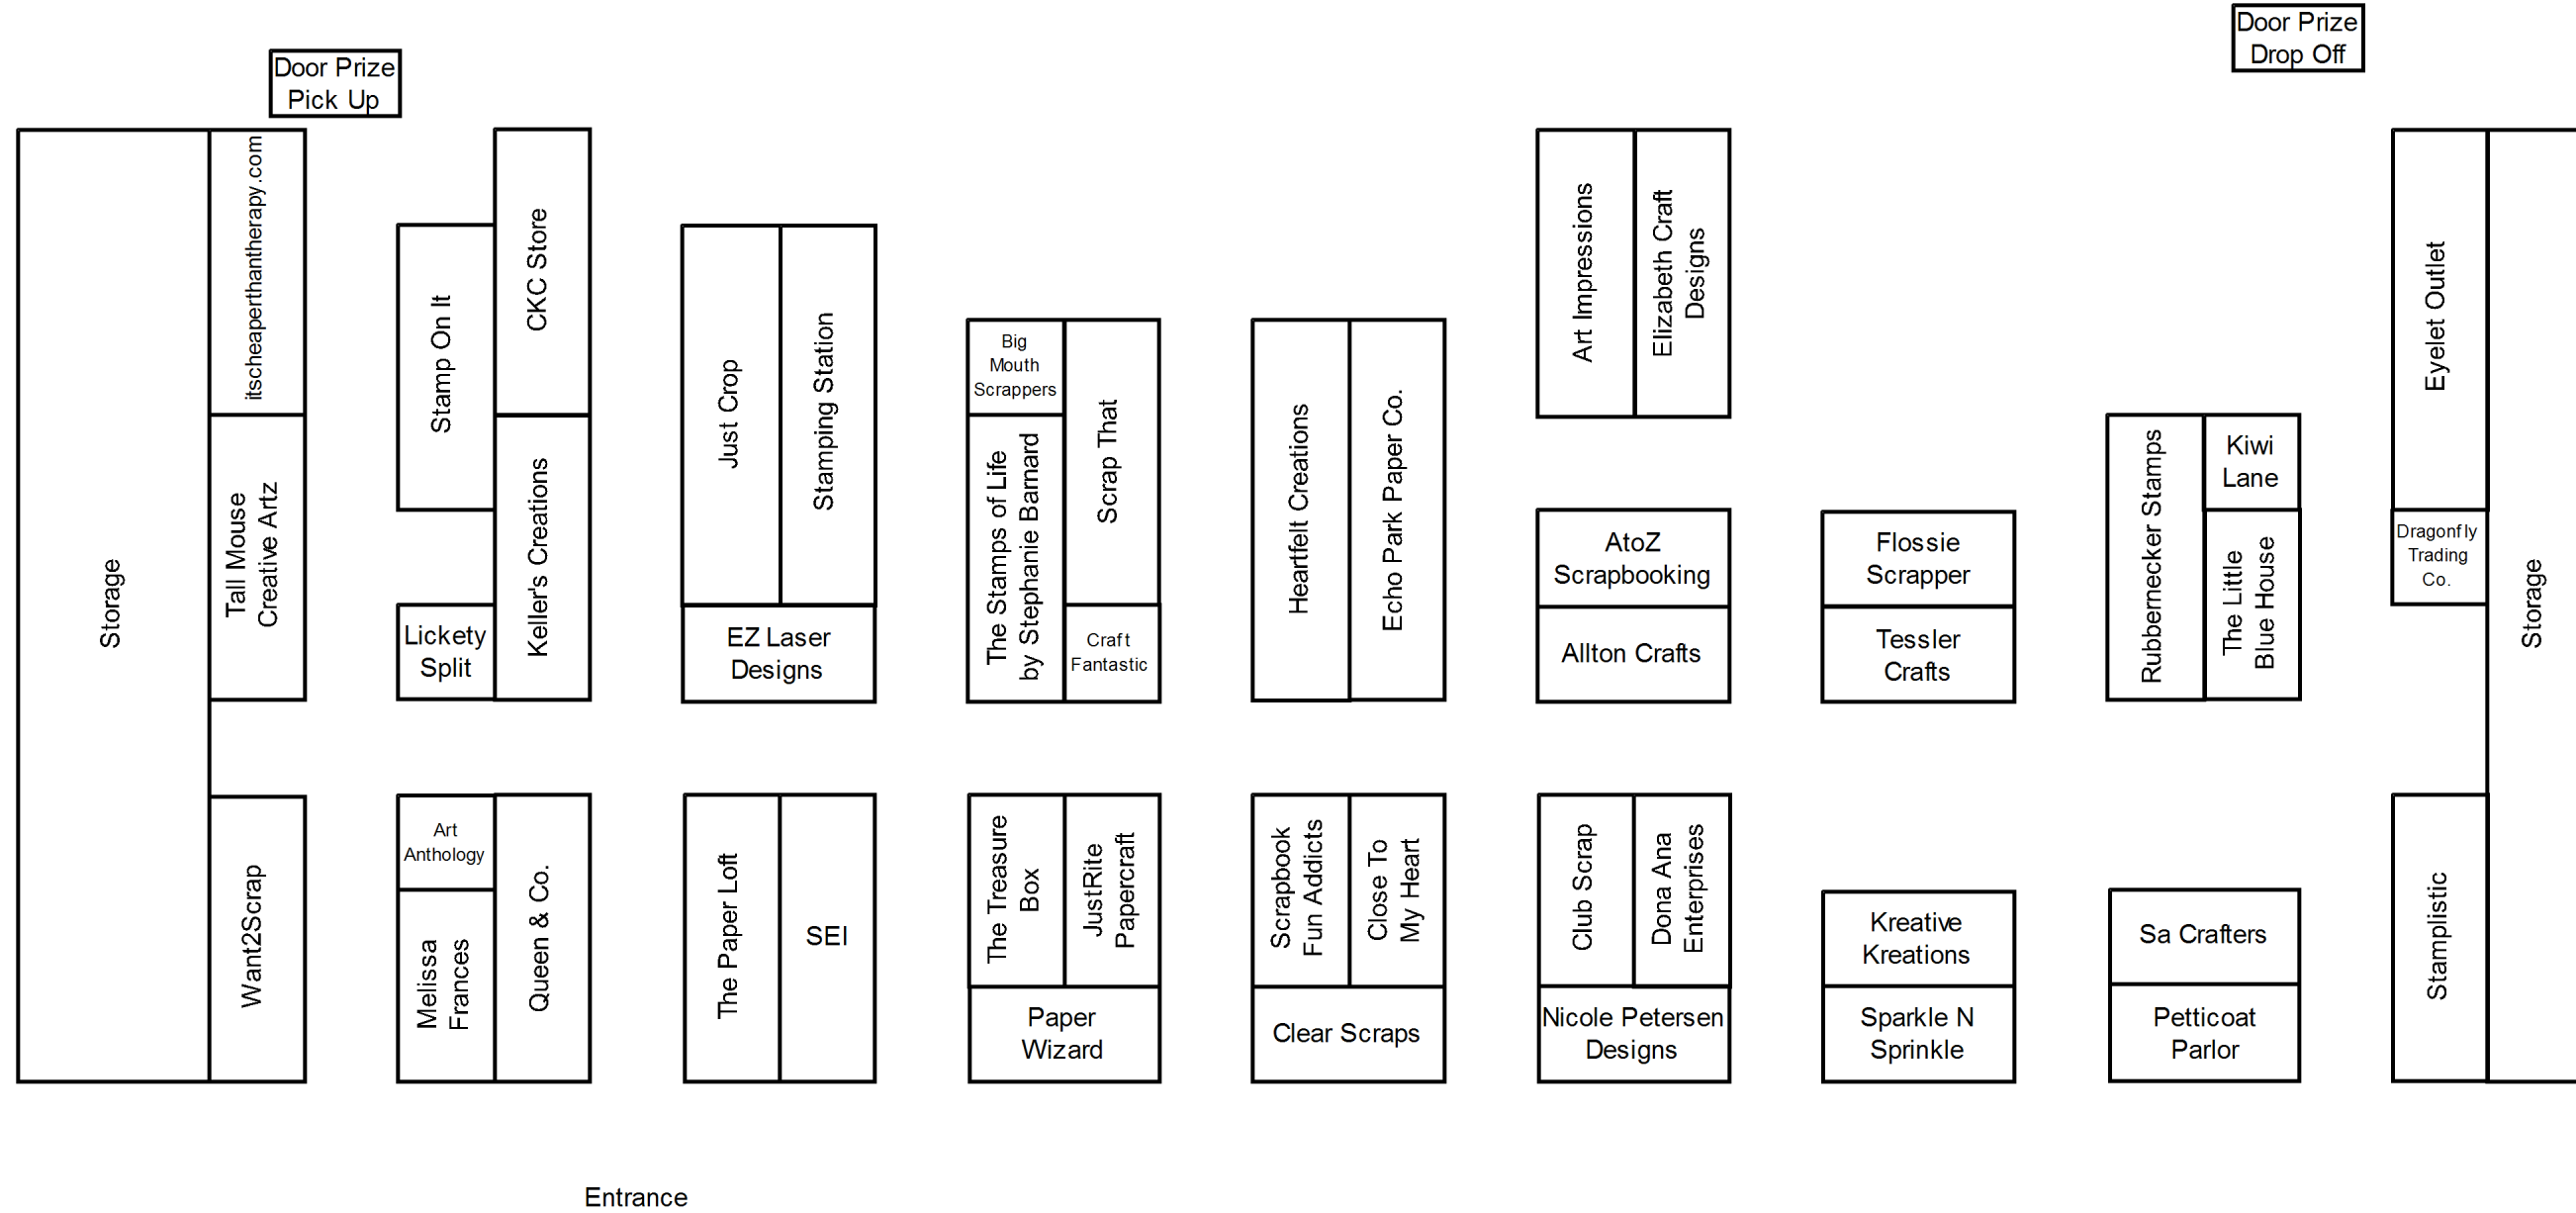 Door Prize
Pick Up
Door Prize
Drop Off
Storage
itscheaperthantherapy.com
Tall Mouse
Creative Artz
Want2Scrap
Stamp On It
CKC Store
Lickety
Split
Keller's Creations
Art
Anthology
Melissa
Frances
Queen & Co.
Just Crop
Stamping Station
EZ Laser
Designs
The Paper Loft
SEI
Big
Mouth
Scrappers
The Stamps of Life
by Stephanie Barnard
Scrap That
Craft
Fantastic
The Treasure
Box
JustRite
Papercraft
Paper
Wizard
Heartfelt Creations
Echo Park Paper Co.
Scrapbook
Fun Addicts
Close To
My Heart
Clear Scraps
Art Impressions
Elizabeth Craft
Designs
AtoZ
Scrapbooking
Allton Crafts
Club Scrap
Dona Ana
Enterprises
Nicole Petersen
Designs
Flossie
Scrapper
Tessler
Crafts
Kreative
Kreations
Sparkle N
Sprinkle
Rubbernecker Stamps
Kiwi
Lane
The Little
Blue House
Sa Crafters
Petticoat
Parlor
Eyelet Outlet
Dragonfly
Trading
Co.
Stamplistic
Storage
Entrance